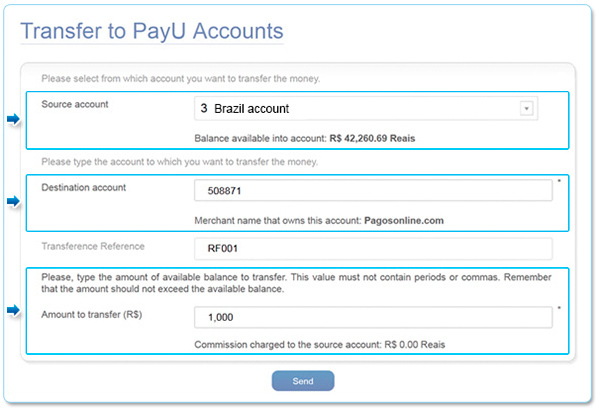 Transfer to PayU Accounts
Please select from which account you want to transfer the money.
Source account
3 Brazil account
Balance available into account: R$ 42,260.69 Reais
Please type the account to which you want to transfer the money.
Destination account
508871 *
Merchant name that owns this account: Pagosonline.com
Transference Reference
RF001
Please, type the amount of available balance to transfer. This value must not contain periods or commas. Remember
that the amount should not exceed the available balance.
Amount to transfer (R$)
1,000 *
Commission charged to the source account: R$ 0.00 Reais
Send